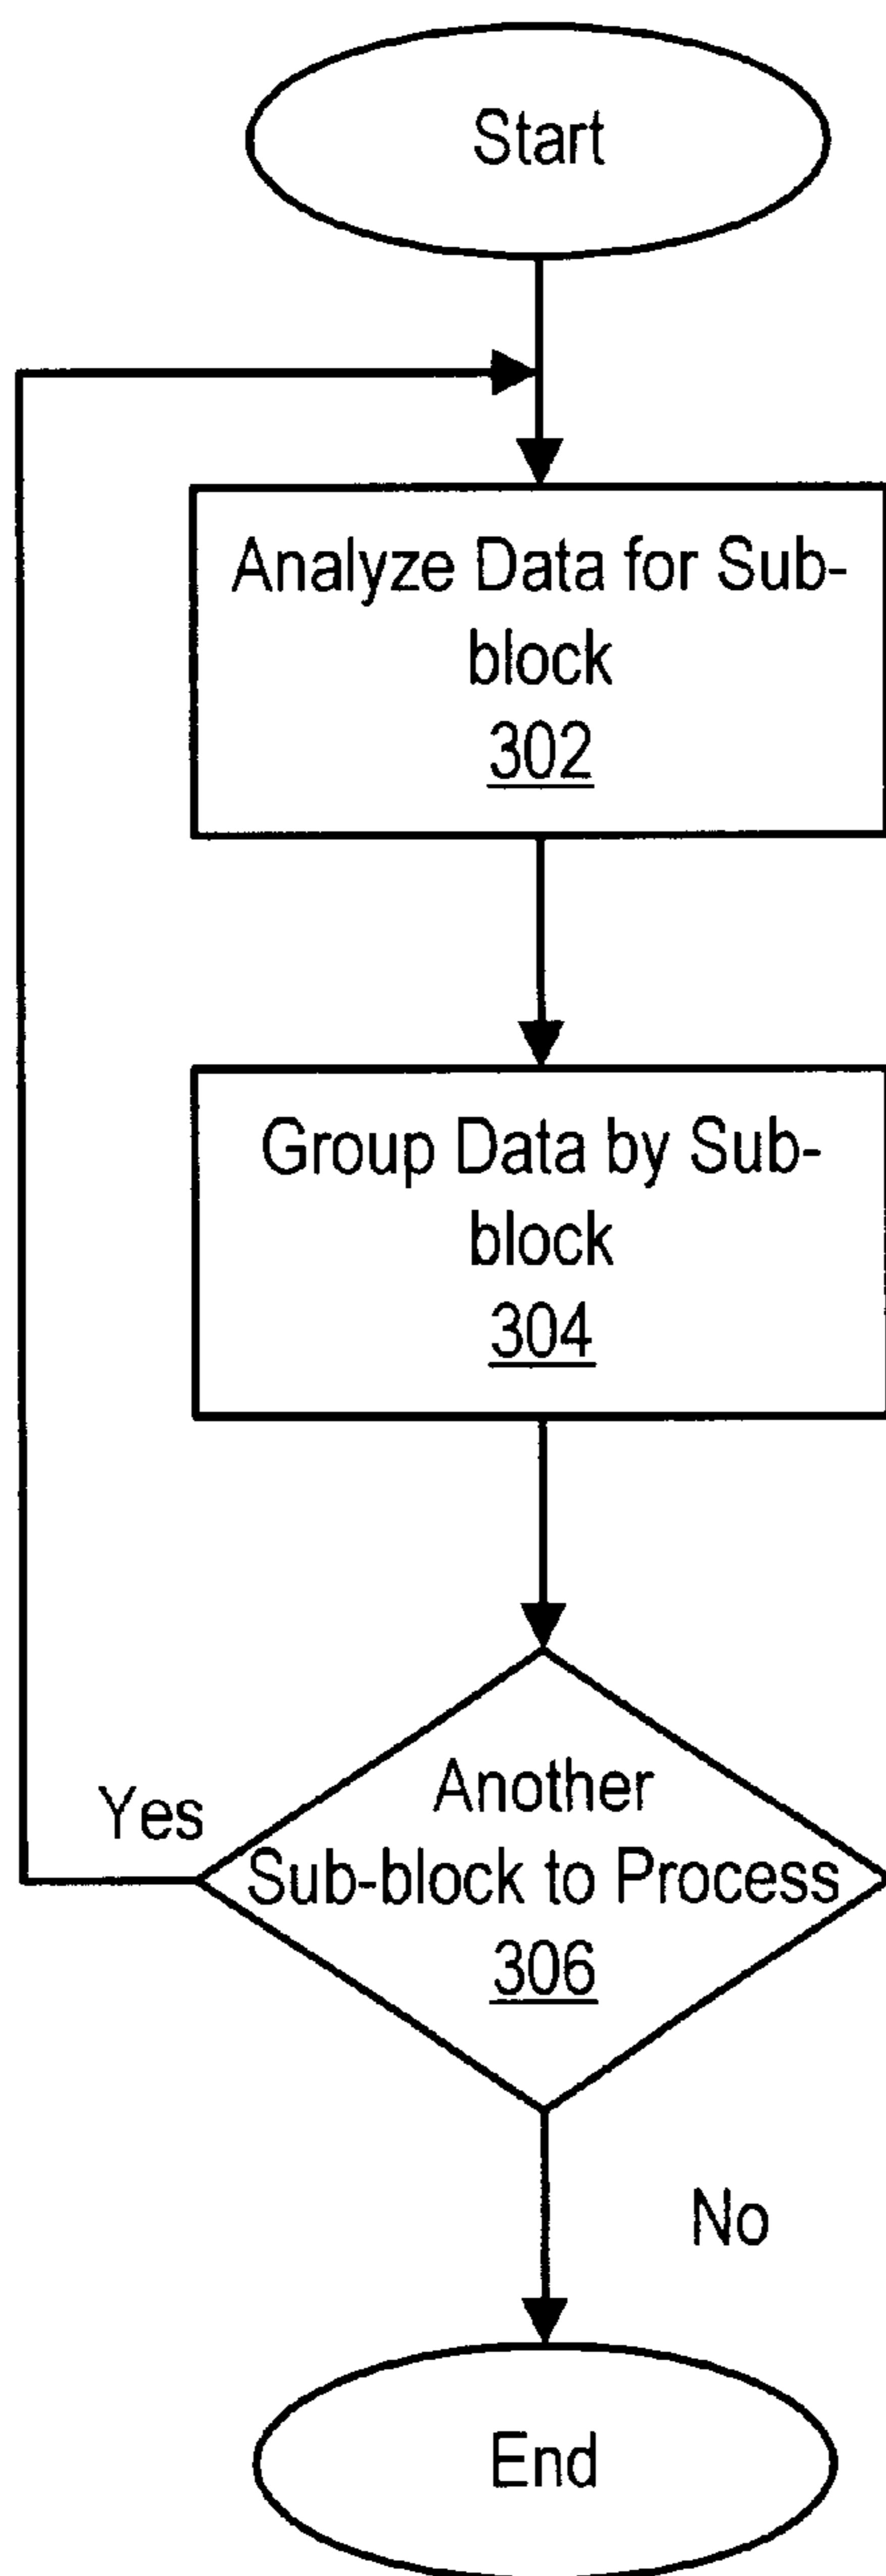 Start
Analyze Data for Sub-
block
302
Group Data by Sub-
block
304
Another
Yes
Sub-block to Process
306
No
End